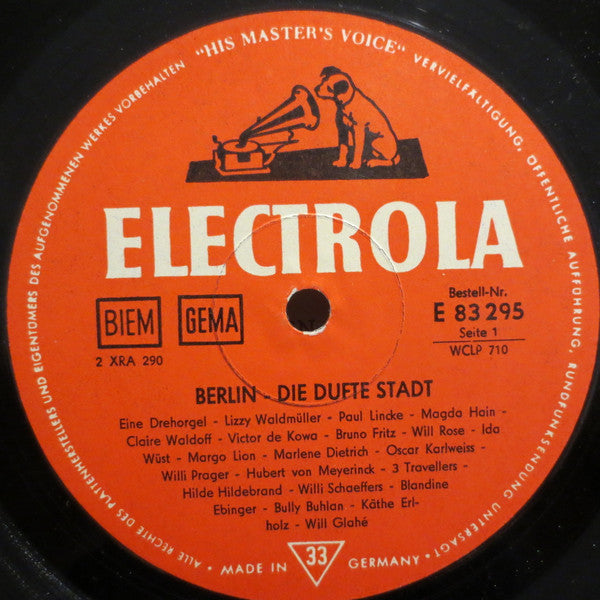 "HIS MASTER'S VOICE"
ALLE RECHTE DES PLATTENHERSTELLERS UND EIGENTÜMERS DES AUFGENOMMENEN WERKES VORBEHALTEN
VERVIELFÄLTIGUNG, ÖFFENTLICHE AUFFÜHRUNG, RUNDFUNKSENDUNG UNTERSAGT
ELECTROLA
BIEM GEMA
2 XRA 290
Bestell-Nr.
E 83295
Seite 1
WCLP 710
BERLIN - DIE DUFTE STADT
Eine Drehorgel - Lizzy Waldmüller - Paul Lincke - Magda Hain -
Claire Waldoff - Victor de Kowa - Bruno Fritz - Will Rose - Ida
Wüst - Margo Lion - Marlene Dietrich - Oscar Karlweiss -
Willi Prager - Hubert von Meyerinck - 3 Travellers -
Hilde Hildebrand - Willi Schaeffers - Blandine
Ebinger - Bully Buhlan - Käthe Erl-
holz - Will Glahé
MADE IN 33 GERMANY